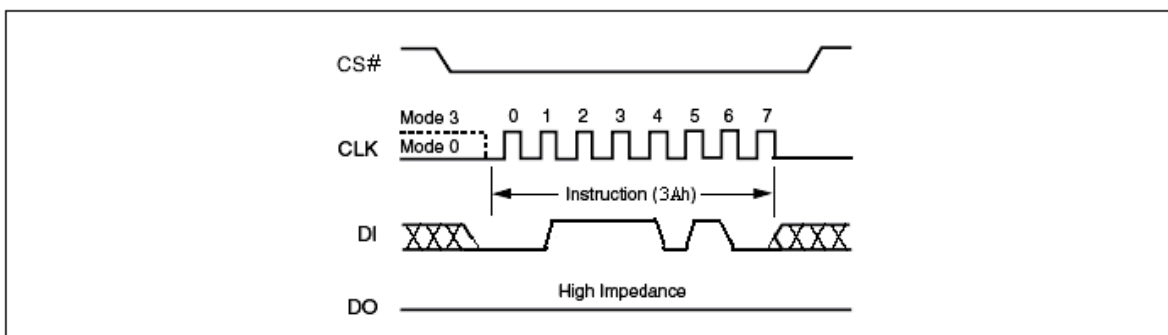 CS#
Mode 3 0 1 2 3 4 5 6 7
CLK Mode 0
Instruction (3Ah)
DI
High Impedance
DO